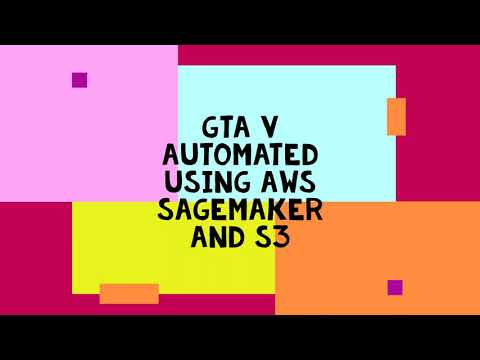 GTA V
AUTOMATED
USING AWS
SAGEMAKER
AND S3